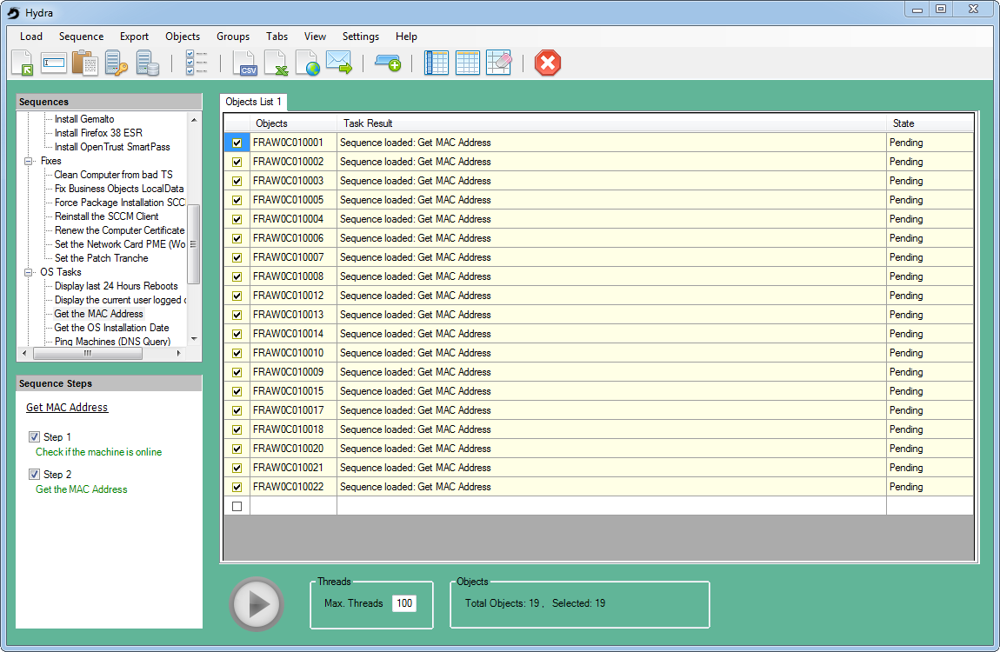 Hydra
Load Sequence Export Objects Groups Tabs View Settings Help
CSV
Sequences
Install Gemalto
Install Firefox 38 ESR
Install OpenTrust SmartPass
Fixes
Clean Computer from bad TS
Fix Business Objects LocalData
Force Package Installation SCC
Reinstall the SCCM Client
Renew the Computer Certificate
Set the Network Card PME (Wo
Set the Patch Tranche
OS Tasks
Display last 24 Hours Reboots
Display the current user logged o
Get the MAC Address
Get the OS Installation Date
Ping Machines (DNS Query)
Sequence Steps
Get MAC Address
Step 1
Check if the machine is online
Step 2
Get the MAC Address
Objects List 1
Objects Task Result State
FRAW0C010001 Sequence loaded: Get MAC Address Pending
FRAW0C010002 Sequence loaded: Get MAC Address Pending
FRAW0C010003 Sequence loaded: Get MAC Address Pending
FRAW0C010005 Sequence loaded: Get MAC Address Pending
FRAW0C010004 Sequence loaded: Get MAC Address Pending
FRAW0C010006 Sequence loaded: Get MAC Address Pending
FRAW0C010007 Sequence loaded: Get MAC Address Pending
FRAW0C010008 Sequence loaded: Get MAC Address Pending
FRAW0C010012 Sequence loaded: Get MAC Address Pending
FRAW0C010013 Sequence loaded: Get MAC Address Pending
FRAW0C010014 Sequence loaded: Get MAC Address Pending
FRAW0C010010 Sequence loaded: Get MAC Address Pending
FRAW0C010009 Sequence loaded: Get MAC Address Pending
FRAW0C010015 Sequence loaded: Get MAC Address Pending
FRAW0C010017 Sequence loaded: Get MAC Address Pending
FRAW0C010018 Sequence loaded: Get MAC Address Pending
FRAW0C010020 Sequence loaded: Get MAC Address Pending
FRAW0C010021 Sequence loaded: Get MAC Address Pending
FRAW0C010022 Sequence loaded: Get MAC Address Pending
Threads
Max. Threads 100
Objects
Total Objects: 19 , Selected: 19